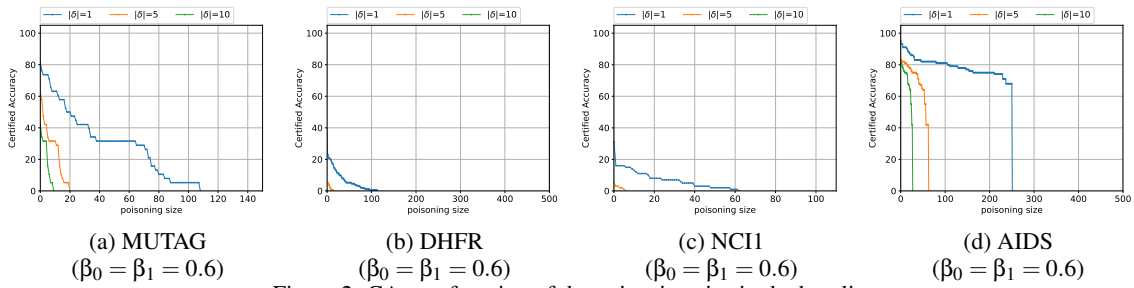 |δ|=1 |δ|=5 |δ|=10
Certified Accuracy
100
80
60
40
20
0
0 20 40 60 80 100 120 140
poisoning size
(a) MUTAG
(β0 = β1 = 0.6)
|δ|=1 |δ|=5 |δ|=10
Certified Accuracy
100
80
60
40
20
0
0 100 200 300 400 500
poisoning size
(b) DHFR
(β0 = β1 = 0.6)
|δ|=1 |δ|=5 |δ|=10
Certified Accuracy
100
80
60
40
20
0
0 20 40 60 80 100
poisoning size
(c) NCI1
(β0 = β1 = 0.6)
|δ|=1 |δ|=5 |δ|=10
Certified Accuracy
100
80
60
40
20
0
0 100 200 300 400 500
poisoning size
(d) AIDS
(β0 = β1 = 0.6)